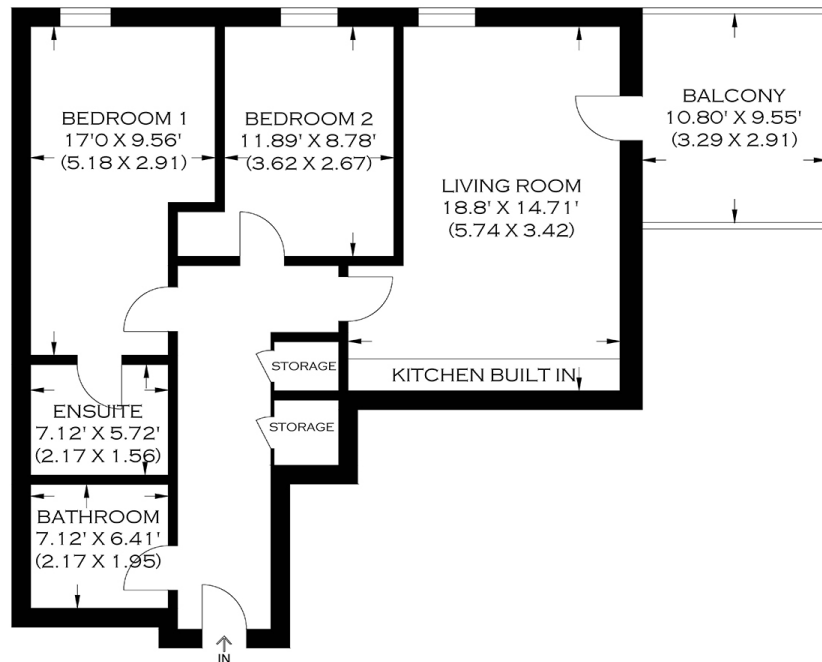 BEDROOM 1
17'0 X 9.56'
(5.18 X 2.91)
BEDROOM 2
11.89' X 8.78'
(3.62 X 2.67)
LIVING ROOM
18.8' X 14.71'
(5.74 X 3.42)
BALCONY
10.80' X 9.55'
(3.29 X 2.91)
STORAGE
KITCHEN BUILT IN
STORAGE
ENSUITE
7.12' X 5.72'
(2.17 X 1.56)
BATHROOM
7.12' X 6.41'
(2.17 X 1.95)
IN